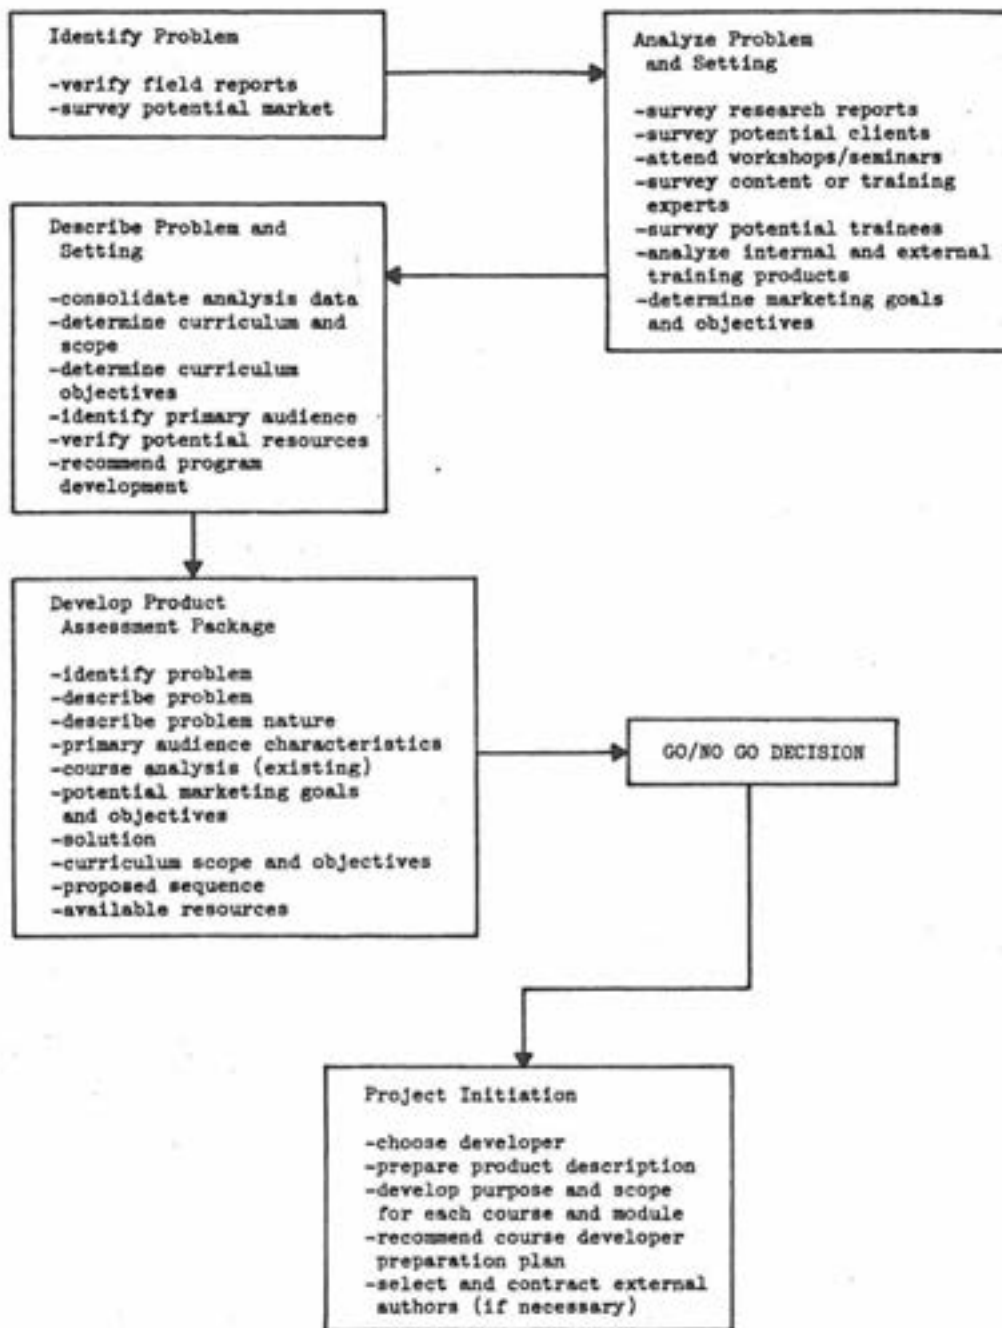 Identify Problem
-verify field reports
-survey potential market
Analyze Problem
and Setting
-survey research reports
-survey potential clients
-attend workshops/seminars
-survey content or training
experts
-survey potential trainees
-analyze internal and external
training products
-determine marketing goals
and objectives
Describe Problem and
Setting
-consolidate analysis data
-determine curriculum and
scope
-determine curriculum
objectives
-identify primary audience
-verify potential resources
-recommend program
development
Develop Product
Assessment Package
-identify problem
-describe problem
-describe problem nature
-primary audience characteristics
-course analysis (existing)
-potential marketing goals
and objectives
-solution
-curriculum scope and objectives
-proposed sequence
-available resources
GO/NO GO DECISION
Project Initiation
-choose developer
-prepare product description
-develop purpose and scope
for each course and module
-recommend course developer
preparation plan
-select and contract external
authors (if necessary)